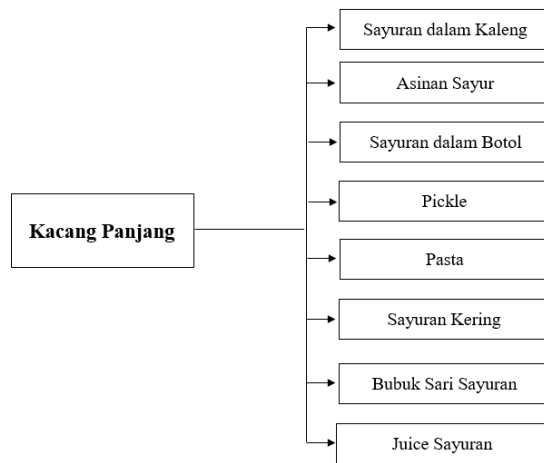 Kacang Panjang
Sayuran dalam Kaleng
Asinan Sayur
Sayuran dalam Botol
Pickle
Pasta
Sayuran Kering
Bubuk Sari Sayuran
Juice Sayuran